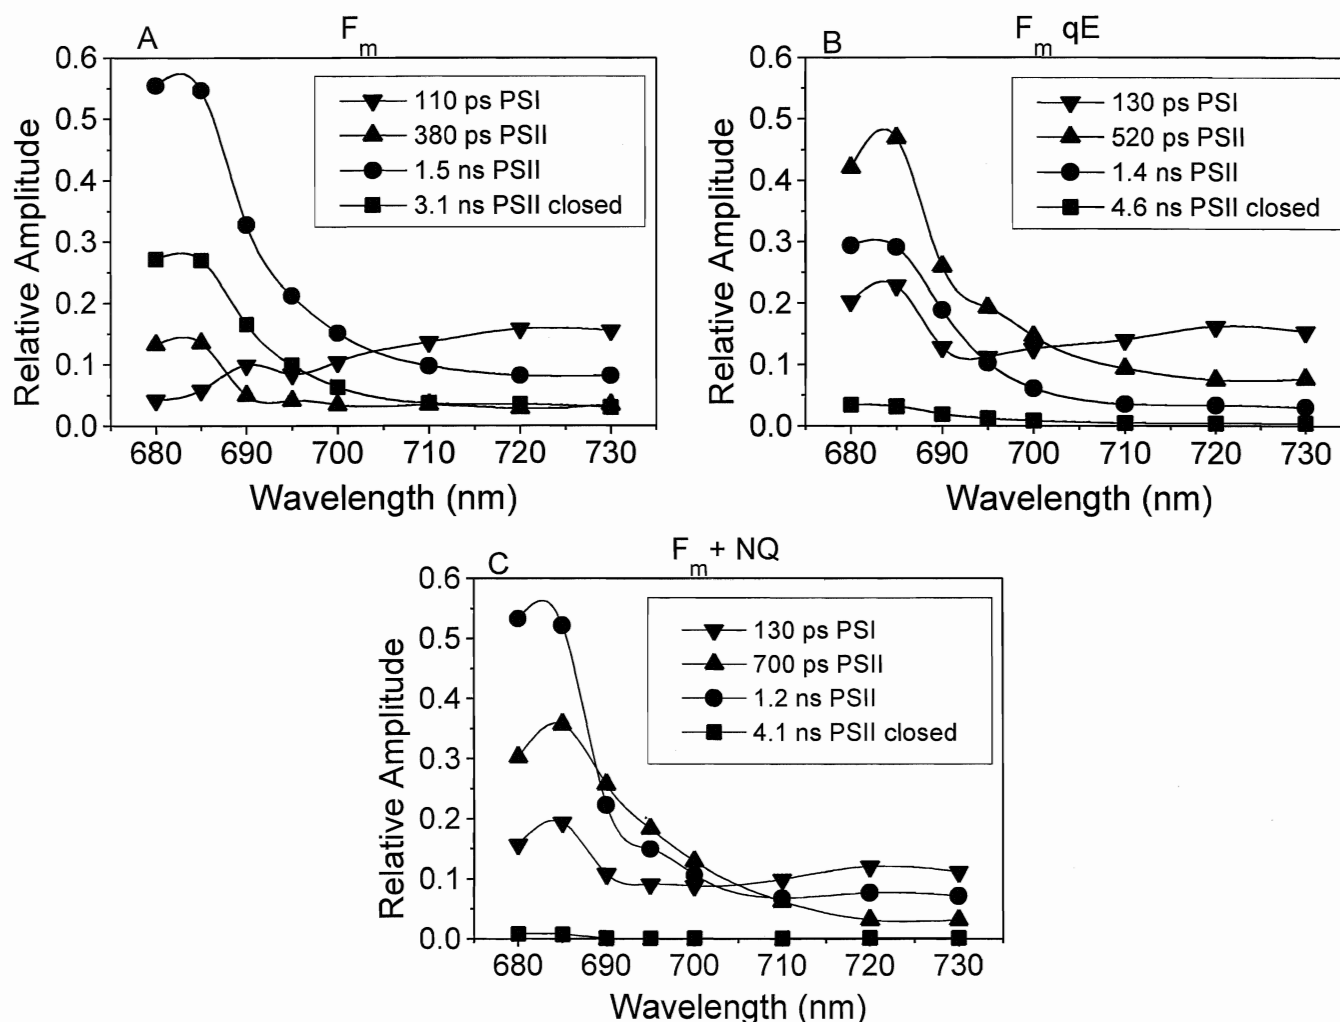 A F_m
0.6
0.5
0.4
0.3
0.2
0.1
0.0
Relative Amplitude
110 ps PSI
380 ps PSII
1.5 ns PSII
3.1 ns PSII closed
680 690 700 710 720 730
Wavelength (nm)
B F_m qE
0.6
0.5
0.4
0.3
0.2
0.1
0.0
Relative Amplitude
130 ps PSI
520 ps PSII
1.4 ns PSII
4.6 ns PSII closed
680 690 700 710 720 730
Wavelength (nm)
C F_m + NQ
0.6
0.5
0.4
0.3
0.2
0.1
0.0
Relative Amplitude
130 ps PSI
700 ps PSII
1.2 ns PSII
4.1 ns PSII closed
680 690 700 710 720 730
Wavelength (nm)